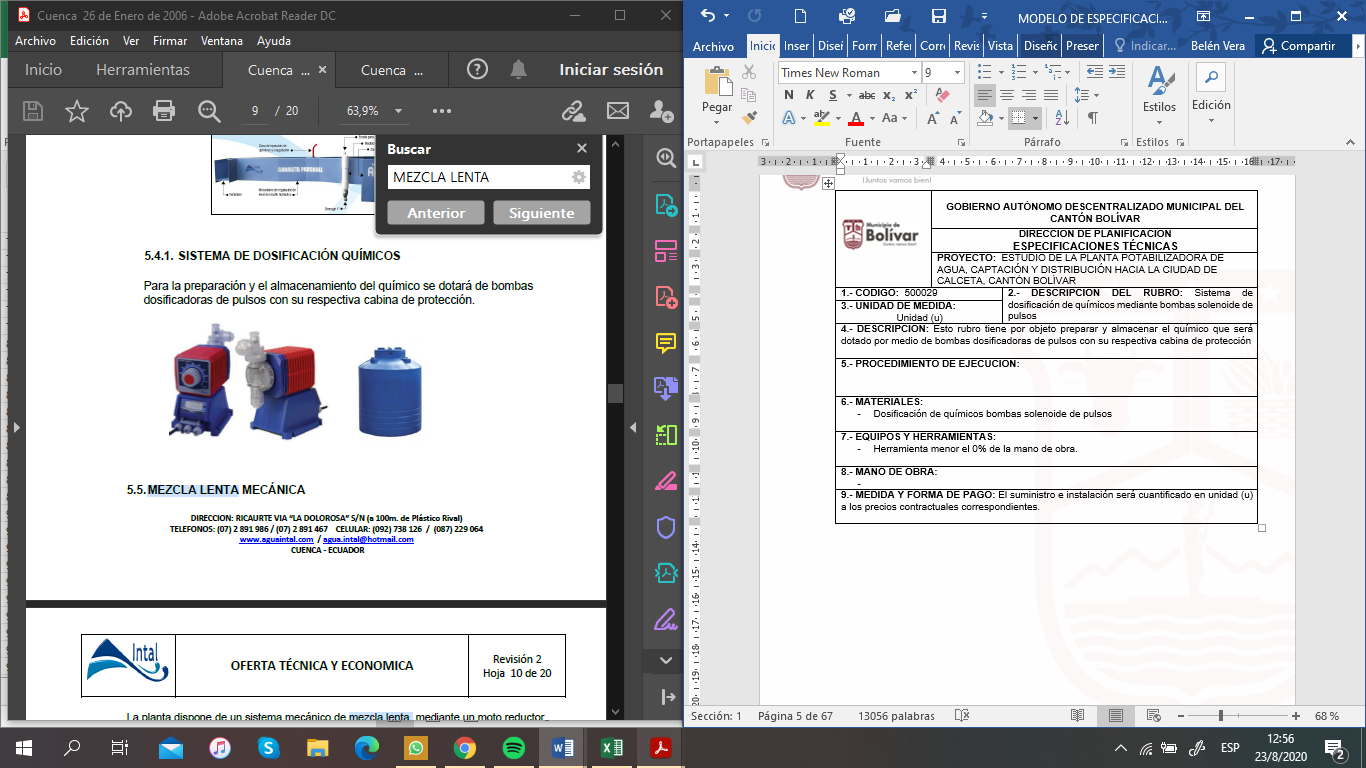 Cuenca 26 de Enero de 2006 - Adobe Acrobat Reader DC
Archivo Edición Ver Firmar Ventana Ayuda
Inicio Herramientas Cuenca ... × Cuenca ... Iniciar sesión
9 / 20 63,9%
Buscar
MEZCLA LENTA
Anterior Siguiente
CANALETA PARSHALL
5.4.1. SISTEMA DE DOSIFICACIÓN QUÍMICOS
Para la preparación y el almacenamiento del químico se dotará de bombas
dosificadoras de pulsos con su respectiva cabina de protección.
5.5. MEZCLA LENTA MECÁNICA
DIRECCION: RICAURTE VIA “LA DOLOROSA” S/N (a 100m. de Plástico Rival)
TELEFONOS: (07) 2 891 986 / (07) 2 891 467 CELULAR: (092) 738 126 / (087) 229 064
www.aguaintal.com / agua.intal@hotmail.com
CUENCA - ECUADOR
Intal
OFERTA TÉCNICA Y ECONOMICA
Revisión 2
Hoja 10 de 20
La planta dispone de un sistema mecánico de mezcla lenta mediante un moto reductor
MODELO DE ESPECIFICACI...
Archivo Inicio Inser Diseñ Form Refer Corre Revis Vista Diseño Preser Indicar... Belén Vera Compartir
Times New Roman 9
Pegar
N K S abc x₂ x²
A ab A Aa A A
Estilos Edición
Portapapeles Fuente Párrafo Estilos
¡Juntos vamos bien!
Municipio de
Bolívar
GOBIERNO AUTÓNOMO DESCENTRALIZADO MUNICIPAL DEL
CANTÓN BOLÍVAR
DIRECCION DE PLANIFICACION
ESPECIFICACIONES TÉCNICAS
PROYECTO: ESTUDIO DE LA PLANTA POTABILIZADORA DE
AGUA, CAPTACIÓN Y DISTRIBUCIÓN HACIA LA CIUDAD DE
CALCETA, CANTÓN BOLÍVAR
1.- CODIGO: 500029
2.- DESCRIPCION DEL RUBRO: Sistema de
dosificación de químicos mediante bombas solenoide de
pulsos
3.- UNIDAD DE MEDIDA:
Unidad (u)
4.- DESCRIPCION: Esto rubro tiene por objeto preparar y almacenar el químico que será
dotado por medio de bombas dosificadoras de pulsos con su respectiva cabina de protección
5.- PROCEDIMIENTO DE EJECUCION:
6.- MATERIALES:
- Dosificación de químicos bombas solenoide de pulsos
7.- EQUIPOS Y HERRAMIENTAS:
- Herramienta menor el 0% de la mano de obra.
8.- MANO DE OBRA:
-
9.- MEDIDA Y FORMA DE PAGO: El suministro e instalación será cuantificado en unidad (u)
a los precios contractuales correspondientes.
Sección: 1 Página 5 de 67 13056 palabras 68 %
ESP 12:56
23/8/2020 2